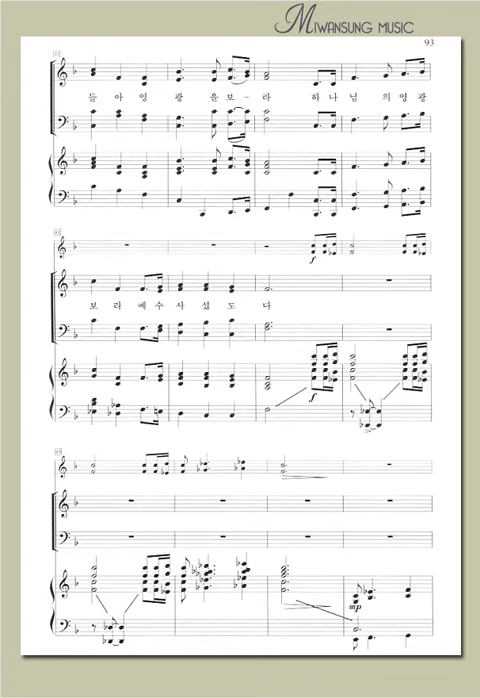 MIWANSUNG MUSIC
93
들 아 영 광 을 보 - 라 하 나 님 의 영 광
f
보 라 예 수 사 셨 도 다
f
mp